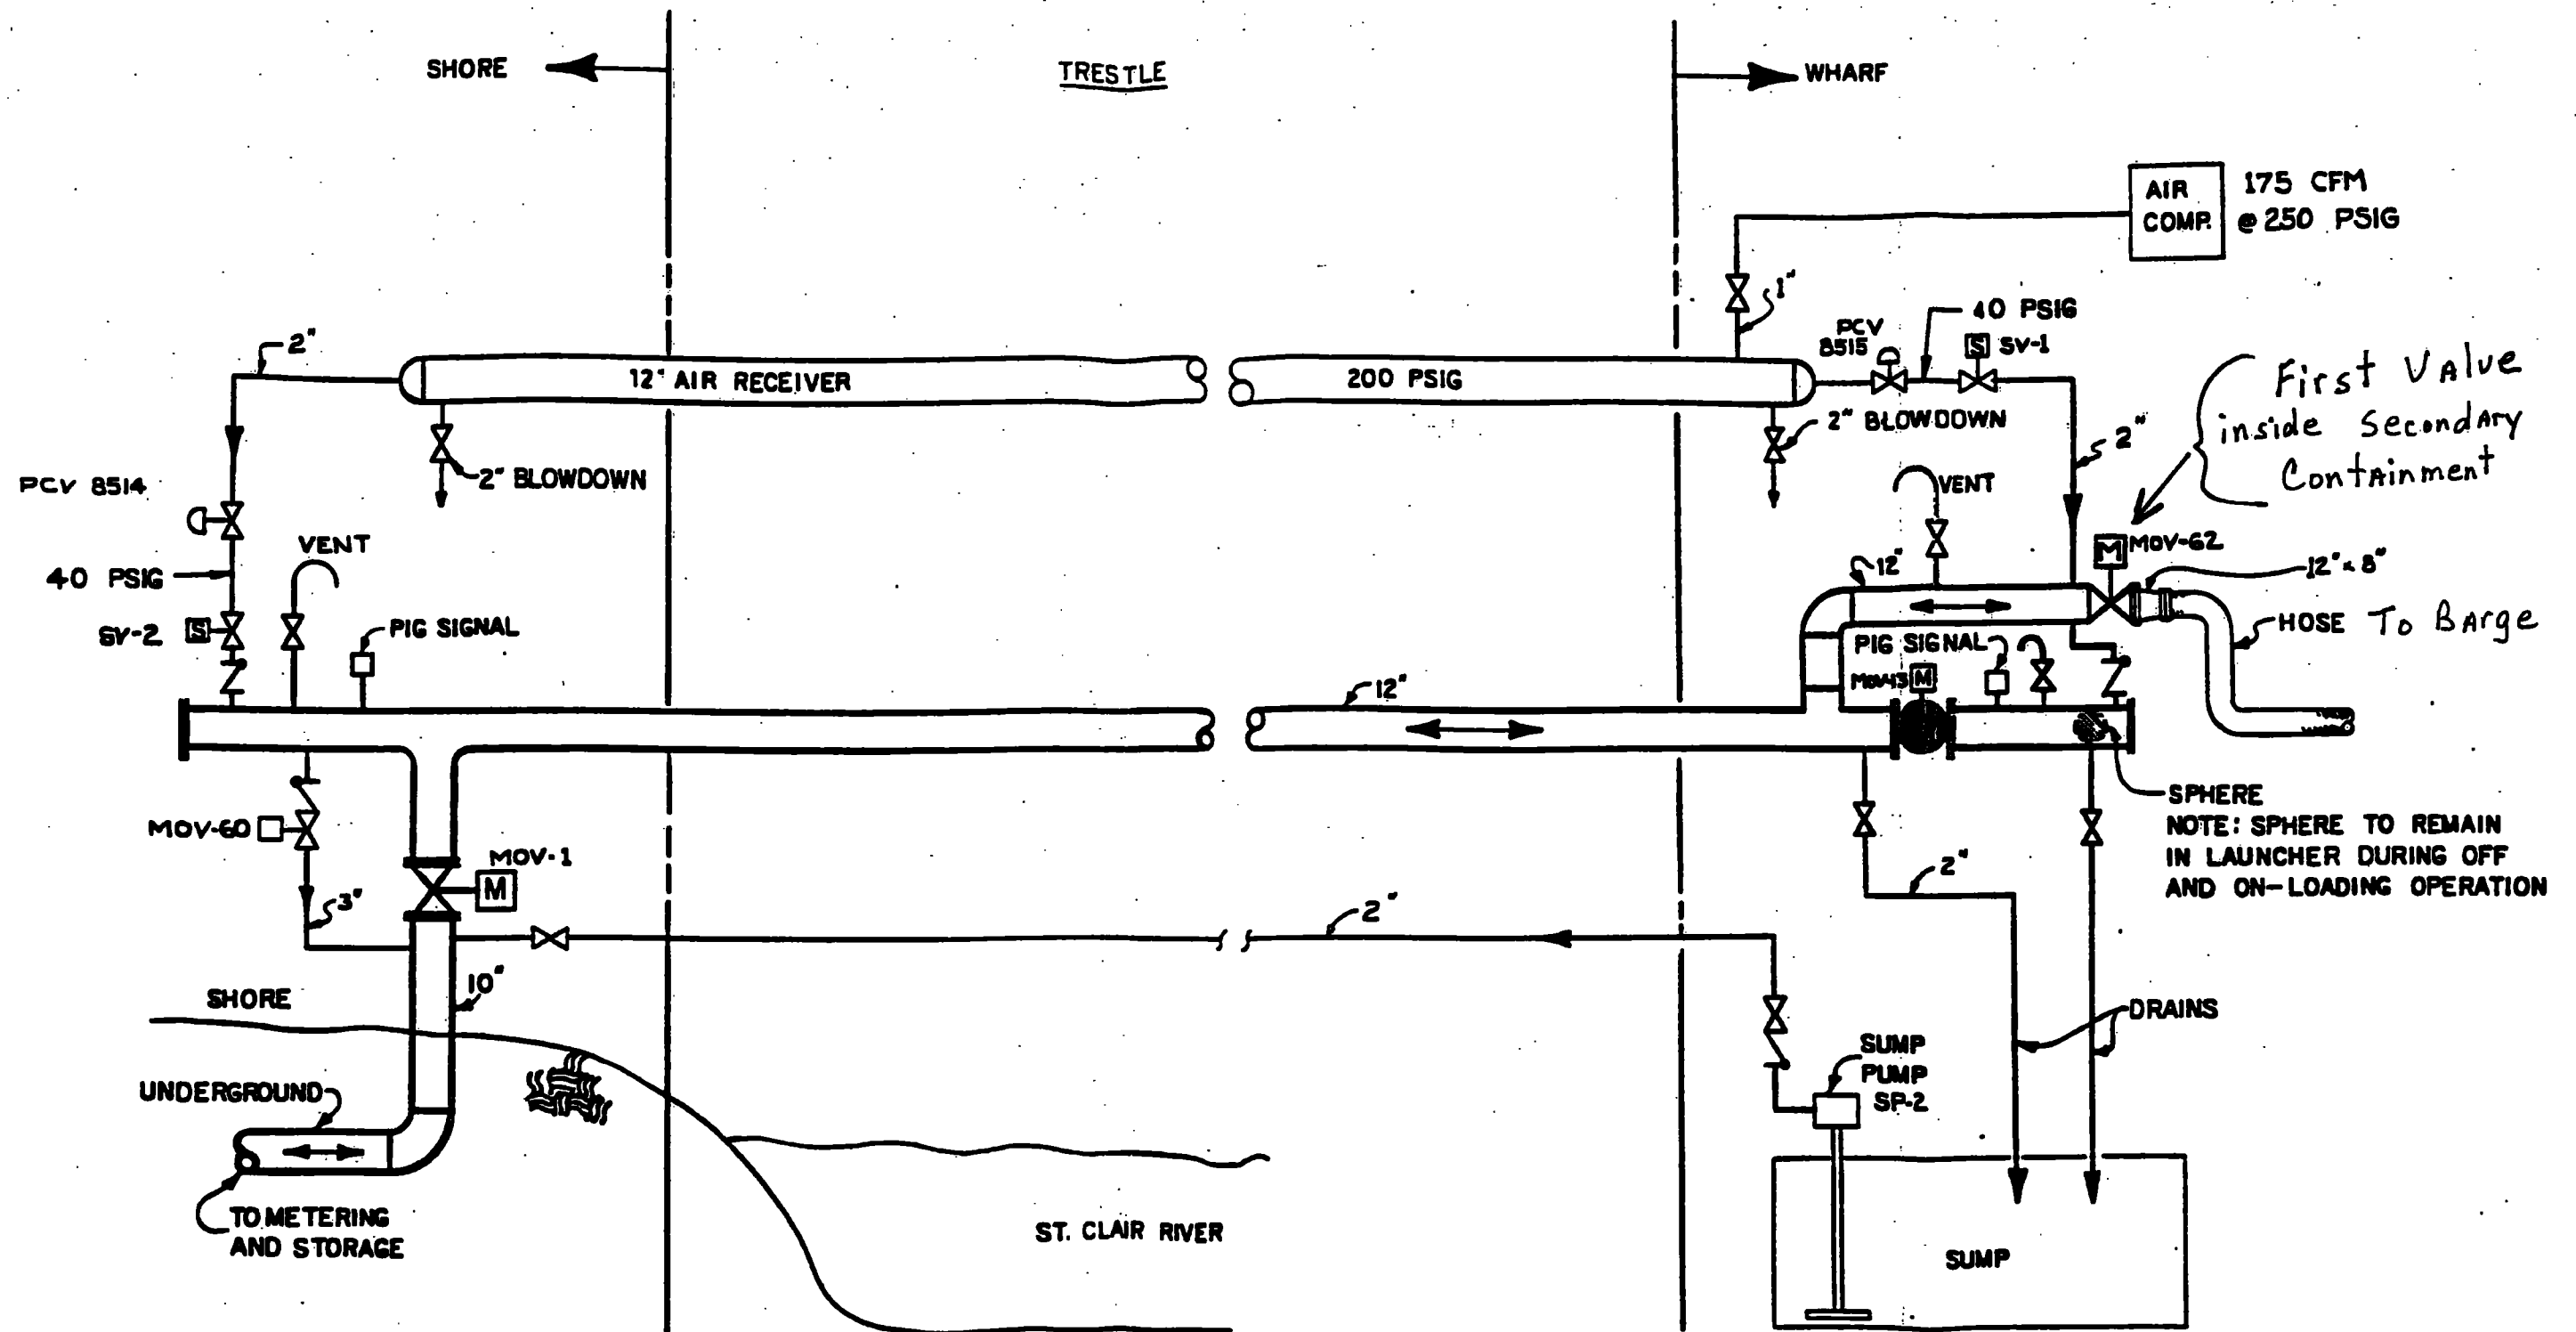 SHORE
TRESTLE
WHARF
AIR
COMP.
175 CFM
@ 250 PSIG
1"
40 PSIG
PCV
8515
S
SV-1
2"
12" AIR RECEIVER
200 PSIG
First VAlve
inside SecondAry
ContAinment
2" BLOWDOWN
2"
2" BLOWDOWN
PCV 8514
VENT
VENT
M
MOV-62
12" x 8"
12"
40 PSIG
SV-2
S
PIG SIGNAL
HOSE To BArge
PIG SIGNAL
MOV43
M
12"
SPHERE
NOTE: SPHERE TO REMAIN
IN LAUNCHER DURING OFF
AND ON-LOADING OPERATION
MOV-60
MOV-1
M
2"
3"
2"
10"
SHORE
DRAINS
SUMP
PUMP
SP-2
UNDERGROUND
TO METERING
AND STORAGE
ST. CLAIR RIVER
SUMP